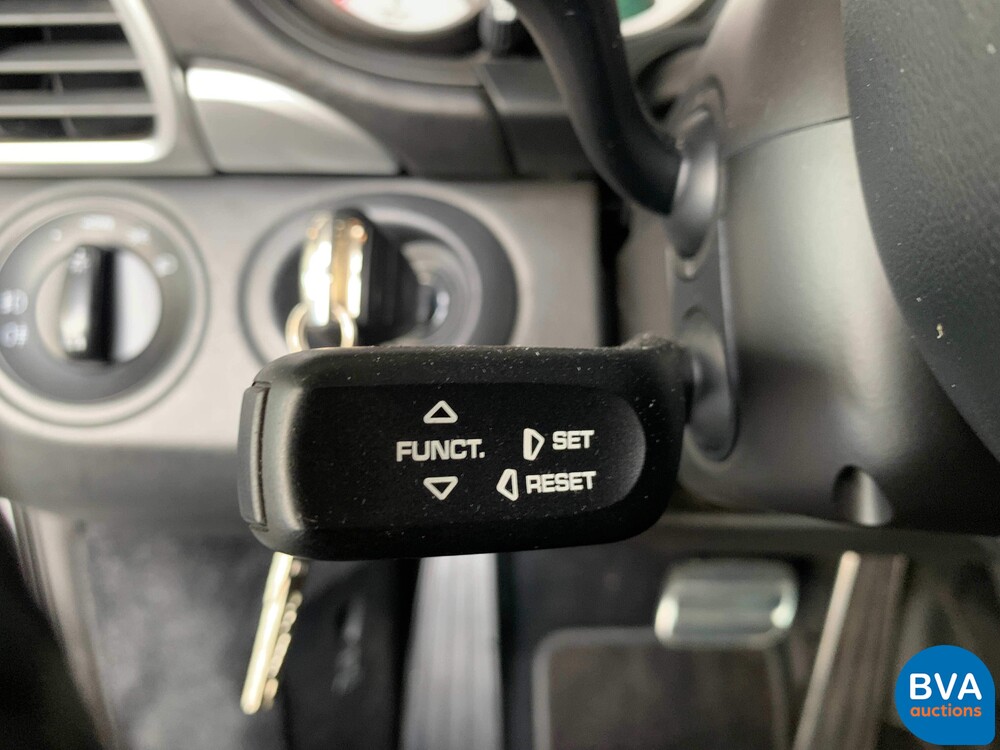 FUNCT.
SET
RESET
BVA
auctions